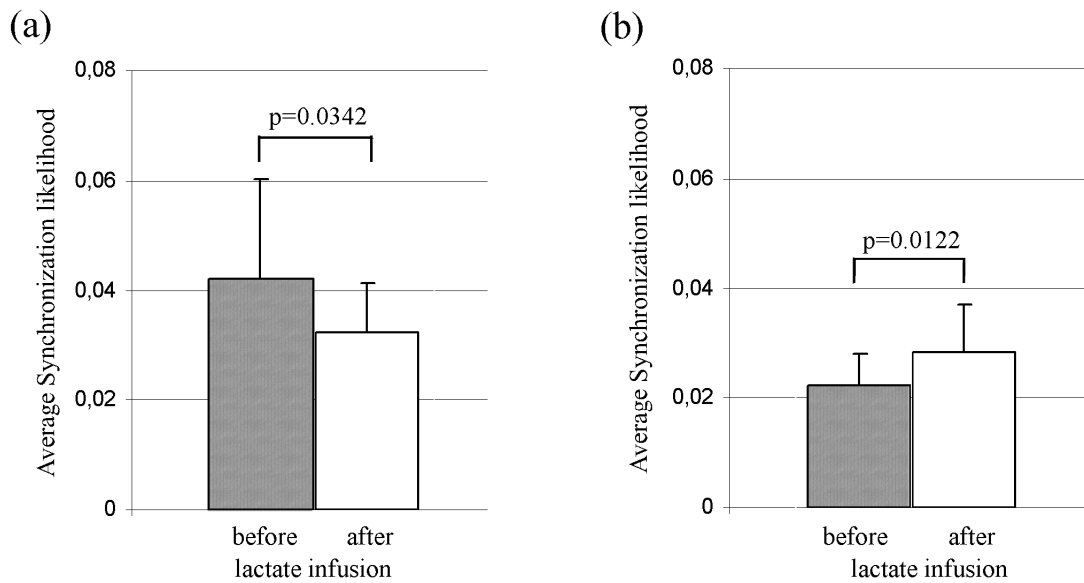 (a)
Average Synchronization likelihood
0,08
0,06
0,04
0,02
0
p=0.0342
before after
lactate infusion
(b)
Average Synchronization likelihood
0,08
0,06
0,04
0,02
0
p=0.0122
before after
lactate infusion